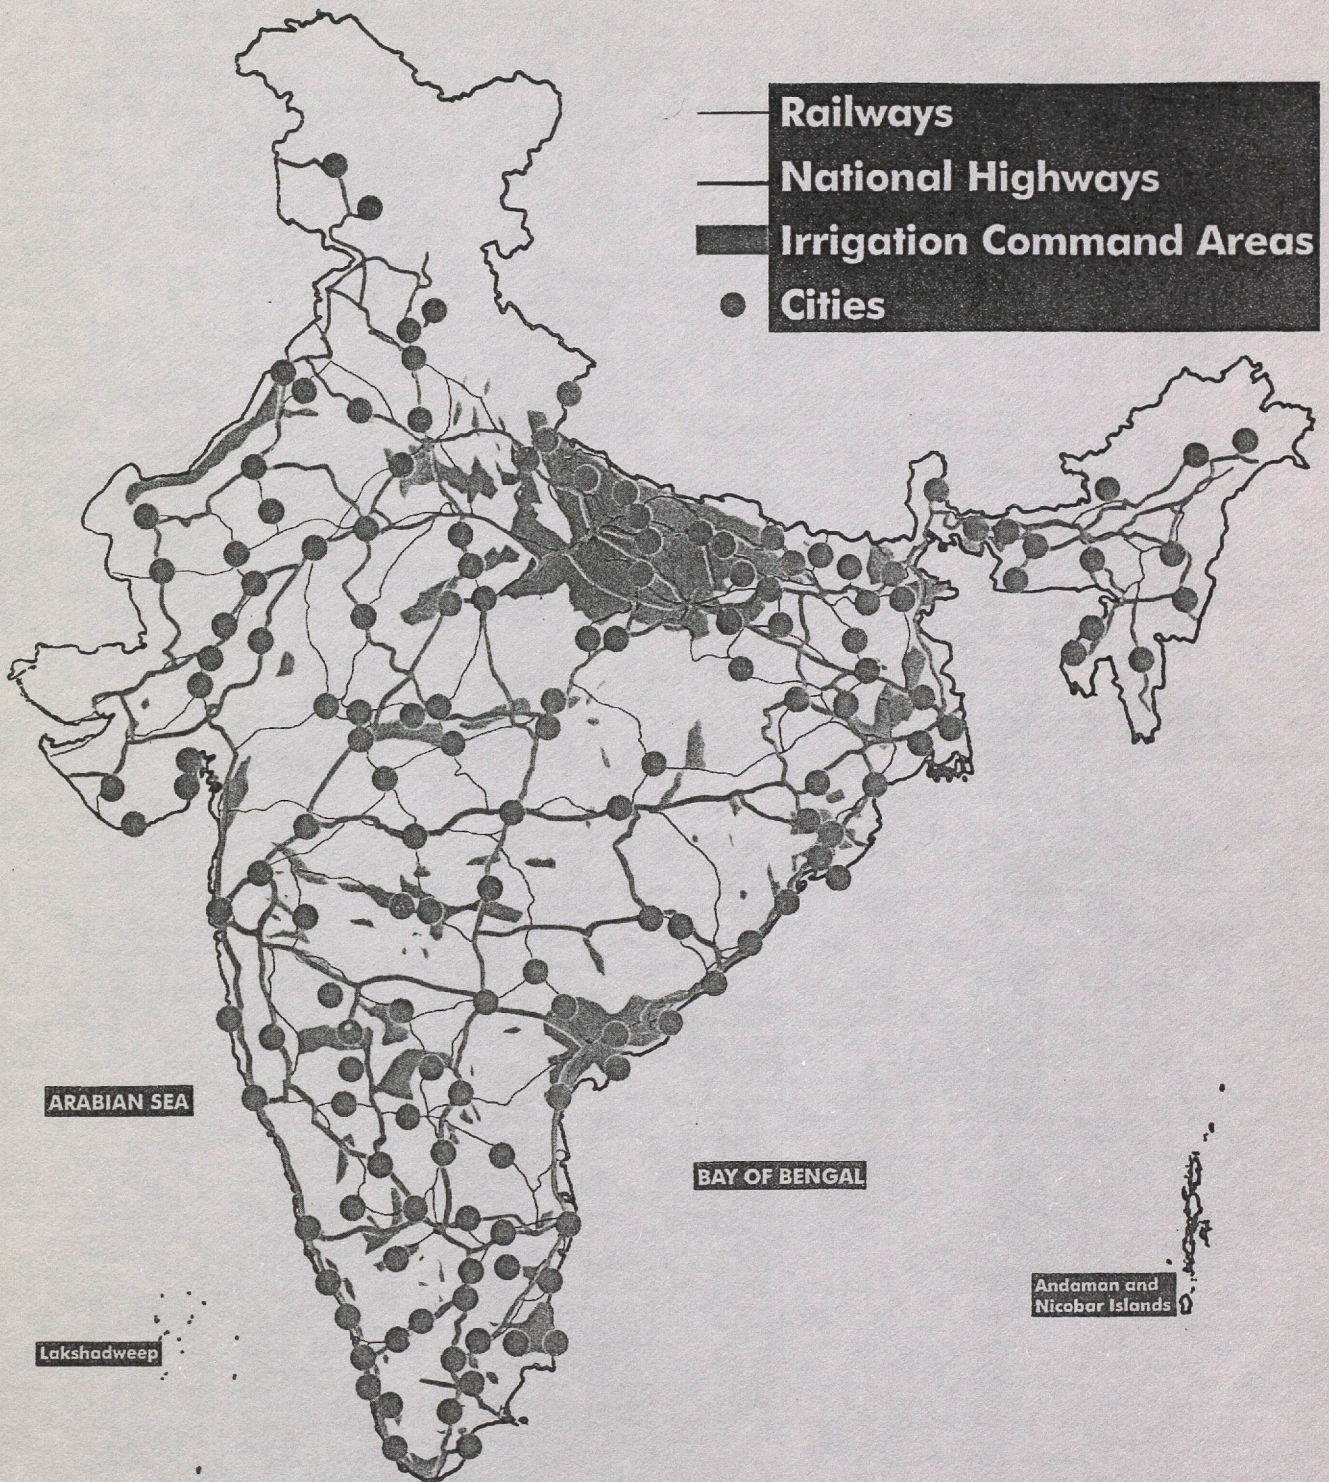 Railways
National Highways
Irrigation Command Areas
Cities
ARABIAN SEA
BAY OF BENGAL
Andaman and
Nicobar Islands
Lakshadweep